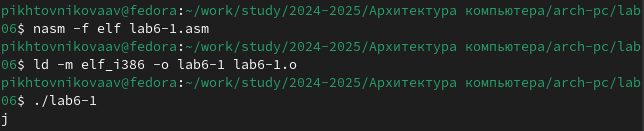 pikhtovnikovaav@fedora:~/work/study/2024-2025/Архитектура компьютера/arch-pc/lab
06$ nasm -f elf lab6-1.asm
pikhtovnikovaav@fedora:~/work/study/2024-2025/Архитектура компьютера/arch-pc/lab
06$ ld -m elf_i386 -o lab6-1 lab6-1.o
pikhtovnikovaav@fedora:~/work/study/2024-2025/Архитектура компьютера/arch-pc/lab
06$ ./lab6-1
j